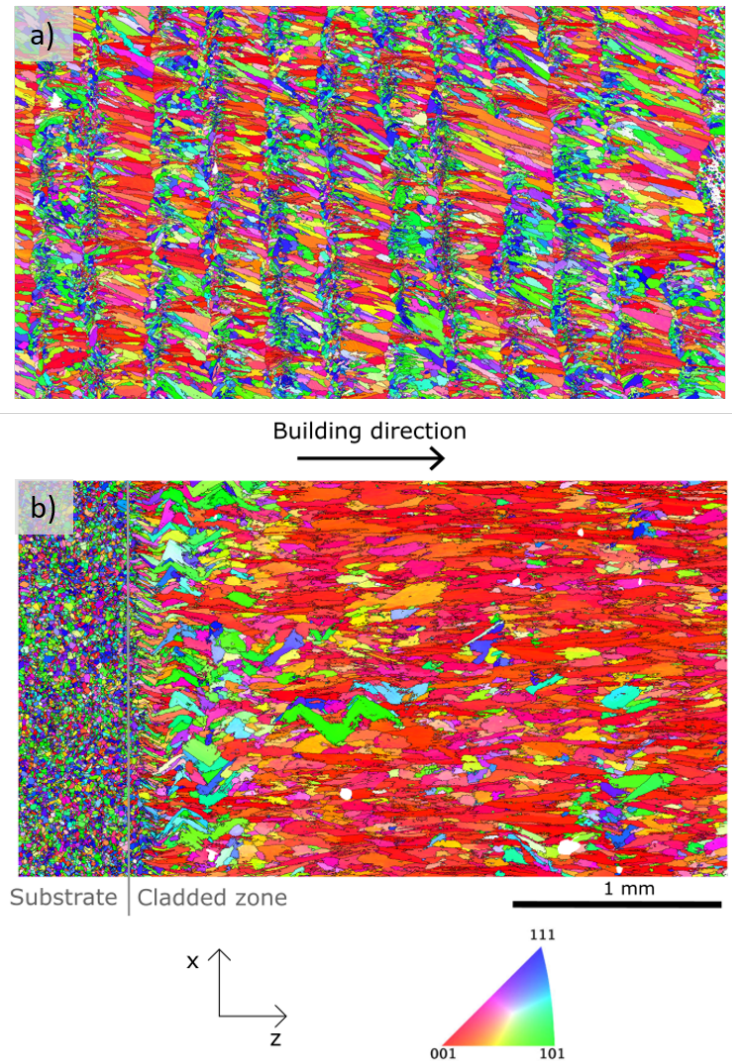 a)
Building direction
b)
Substrate
Cladded zone
1 mm
x
z
111
001
101